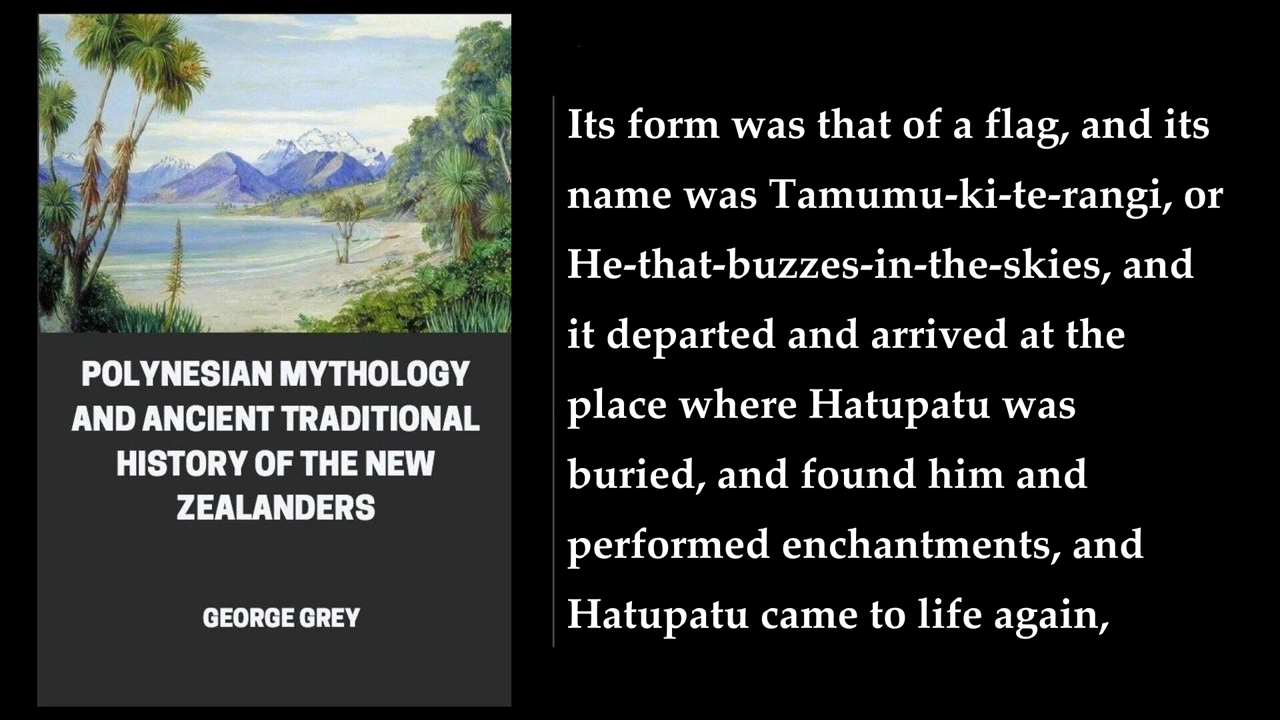 POLYNESIAN MYTHOLOGY
AND ANCIENT TRADITIONAL
HISTORY OF THE NEW
ZEALANDERS
GEORGE GREY
Its form was that of a flag, and its
name was Tamumu-ki-te-rangi, or
He-that-buzzes-in-the-skies, and
it departed and arrived at the
place where Hatupatu was
buried, and found him and
performed enchantments, and
Hatupatu came to life again,